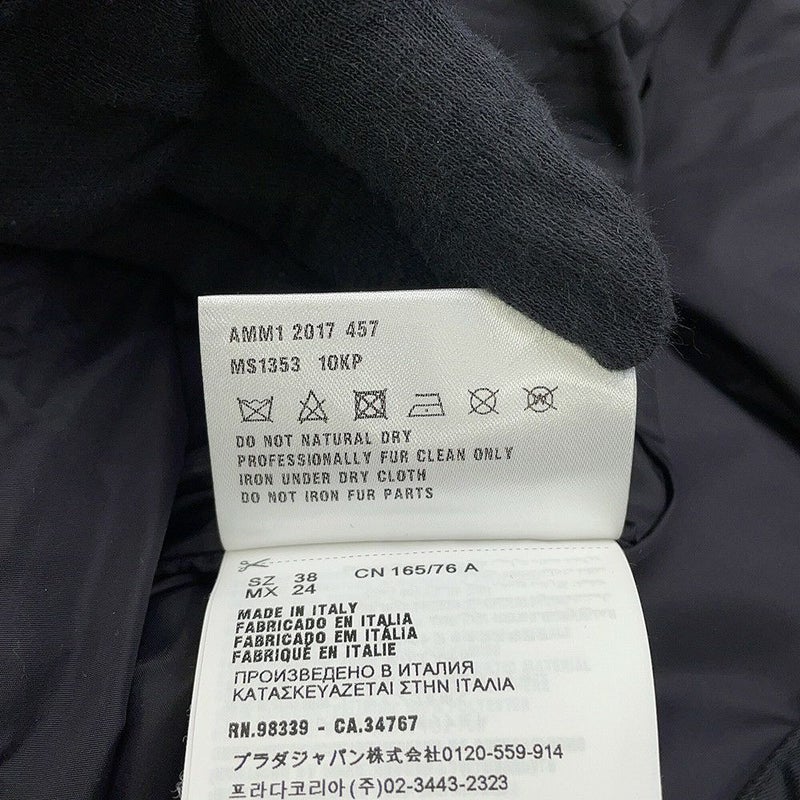 AMM1 2017 457
MS1353 10KP
DO NOT NATURAL DRY
PROFESSIONALLY FUR CLEAN ONLY
IRON UNDER DRY CLOTH
DO NOT IRON FUR PARTS
SZ 38 CN 165/76 A
MX 24
MADE IN ITALY
FABRICADO EN ITALIA
FABRICADO EM ITÁLIA
FABRIQUÉ EN ITALIE
ПРОИЗВЕДЕНО В ИТАЛИЯ
ΚΑΤΑΣΚΕΥΑΖΕΤΑΙ ΣΤΗΝ ΙΤΑΛΙΑ
RN.98339 - CA.34767
プラダジャパン株式会社0120-559-914
프라다코리아 (주)02-3443-2323